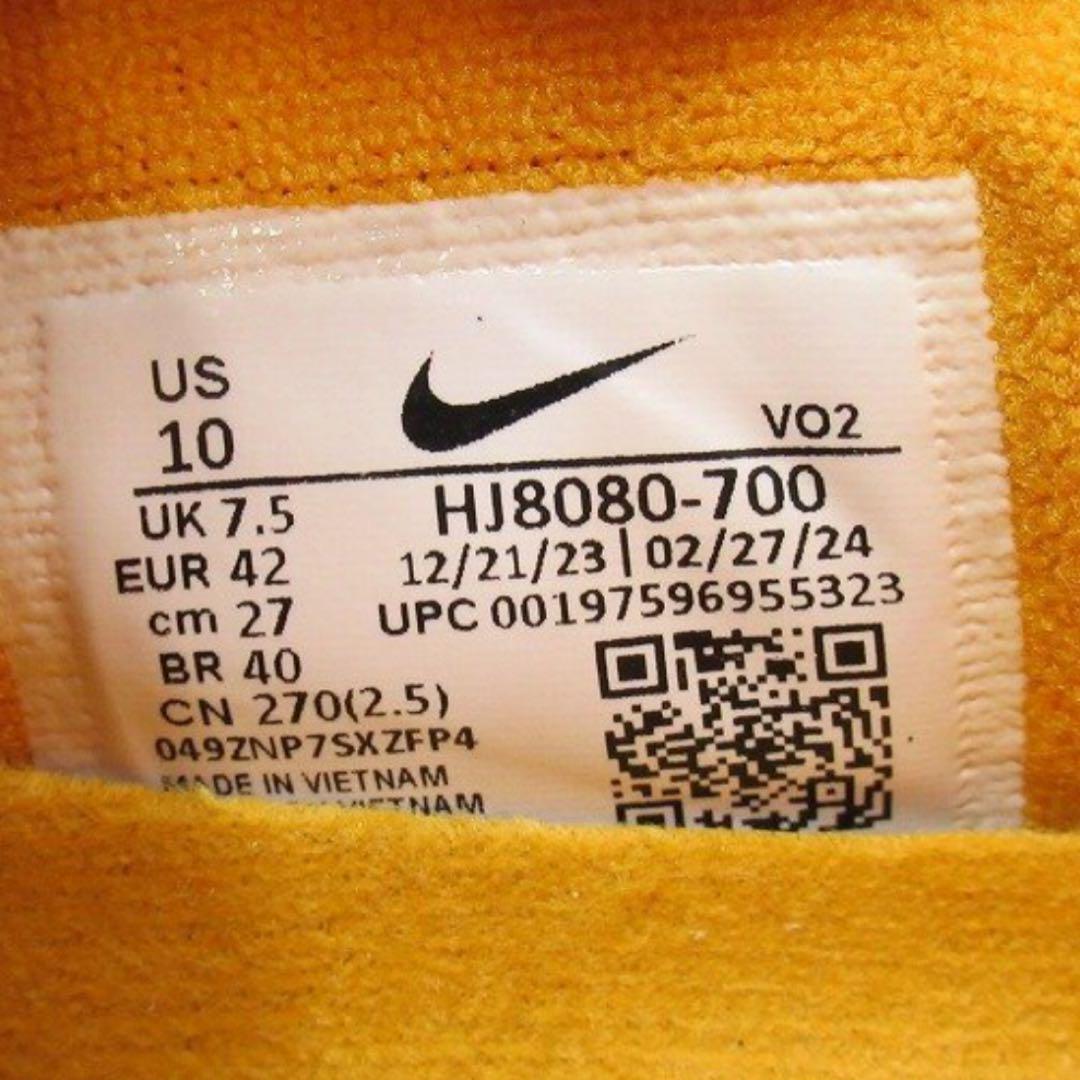 US
10
VO2
UK 7.5
HJ8080-700
EUR 42
12/21/23 | 02/27/24
cm 27
UPC 00197596955323
BR 40
CN 270(2.5)
049ZNP7SXZFP4
MADE IN VIETNAM
VIETNAM